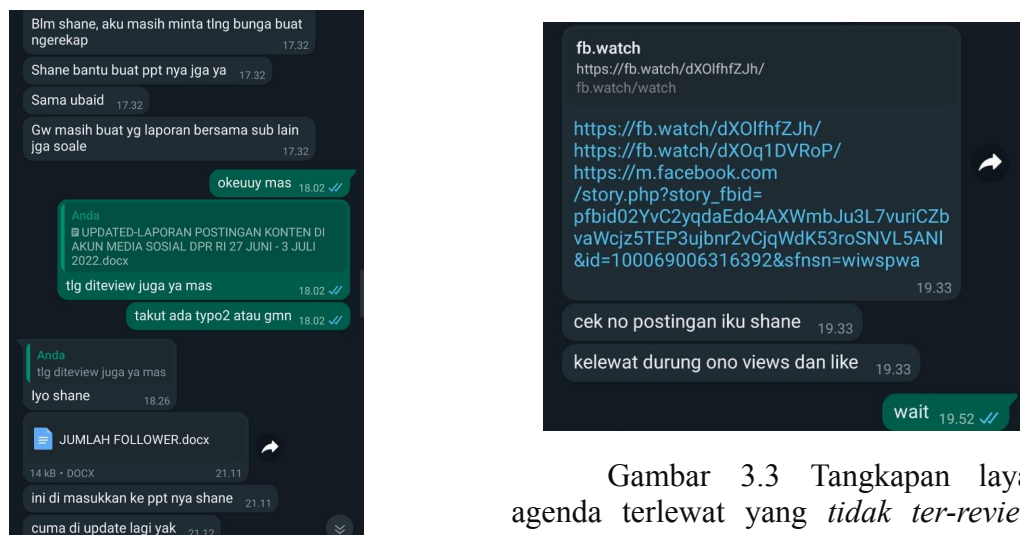 Blm shane, aku masih minta tlng bunga buat
ngerekap
17.32
Shane bantu buat ppt nya jga ya 17.32
Sama ubaid 17.32
Gw masih buat yg laporan bersama sub lain
jga soale
17.32
okeuuy mas 18.02
Anda
UPDATED-LAPORAN POSTINGAN KONTEN DI
AKUN MEDIA SOSIAL DPR RI 27 JUNI - 3 JULI
2022.docx
tlg diteview juga ya mas
18.02
takut ada typo2 atau gmn 18.02
Anda
tlg diteview juga ya mas
Iyo shane
18.26
JUMLAH FOLLOWER.docx
14 kB • DOCX 21.11
ini di masukkan ke ppt nya shane 21.11
cuma di update lagi yak 21.12
fb.watch
https://fb.watch/dXOlfhfZJh/
fb.watch/watch
https://fb.watch/dXOlfhfZJh/
https://fb.watch/dXOq1DVRoP/
https://m.facebook.com
/story.php?story_fbid=
pfbid02YvC2yqdaEdo4AXWmbJu3L7vuriCZb
vaWcjz5TEP3ujbnr2vCjqWdK53roSNVL5ANl
&id=100069006316392&sfnsn=wiwspwa
19.33
cek no postingan iku shane 19.33
kelewat durung ono views dan like 19.33
wait 19.52
Gambar 3.3 Tangkapan laya
agenda terlewat yang tidak ter-revie